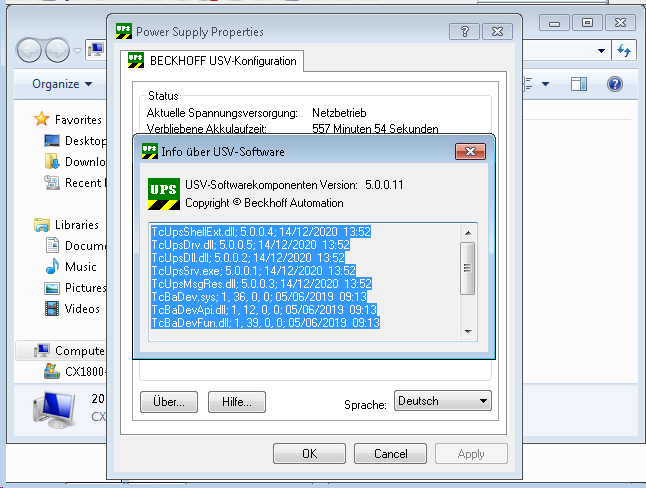 UPS Power Supply Properties
UPS BECKHOFF USV-Konfiguration
Organize
Favorites
Desktop
Recent
Libraries
Music
Pictures
Videos
CX1800-
20
CX
Status
Aktuelle Spannungsversorgung: Netzbetrieb
Verbliebene Akkulaufzeit: 557 Minuten 54 Sekunden
UPS Info über USV-Software
UPS
USV-Softwarekomponenten Version: 5.0.0.11
Copyright © Beckhoff Automation
TcUpsShellExt.dll; 5.0.0.4; 14/12/2020 13:52
TcUpsDrv.dll; 5.0.0.5; 14/12/2020 13:52
TcUpsDll.dll; 5.0.0.2; 14/12/2020 13:52
TcUpsSrv.exe; 5.0.0.1; 14/12/2020 13:52
TcUpsMsgRes.dll; 5.0.0.3; 14/12/2020 13:52
TcBaDev.sys; 1, 36, 0, 0; 05/06/2019 09:13
TcBaDevApi.dll; 1, 12, 0, 0; 05/06/2019 09:13
TcBaDevFun.dll; 1, 39, 0, 0; 05/06/2019 09:13
Über...
Hilfe...
Sprache: Deutsch
OK
Cancel
Apply